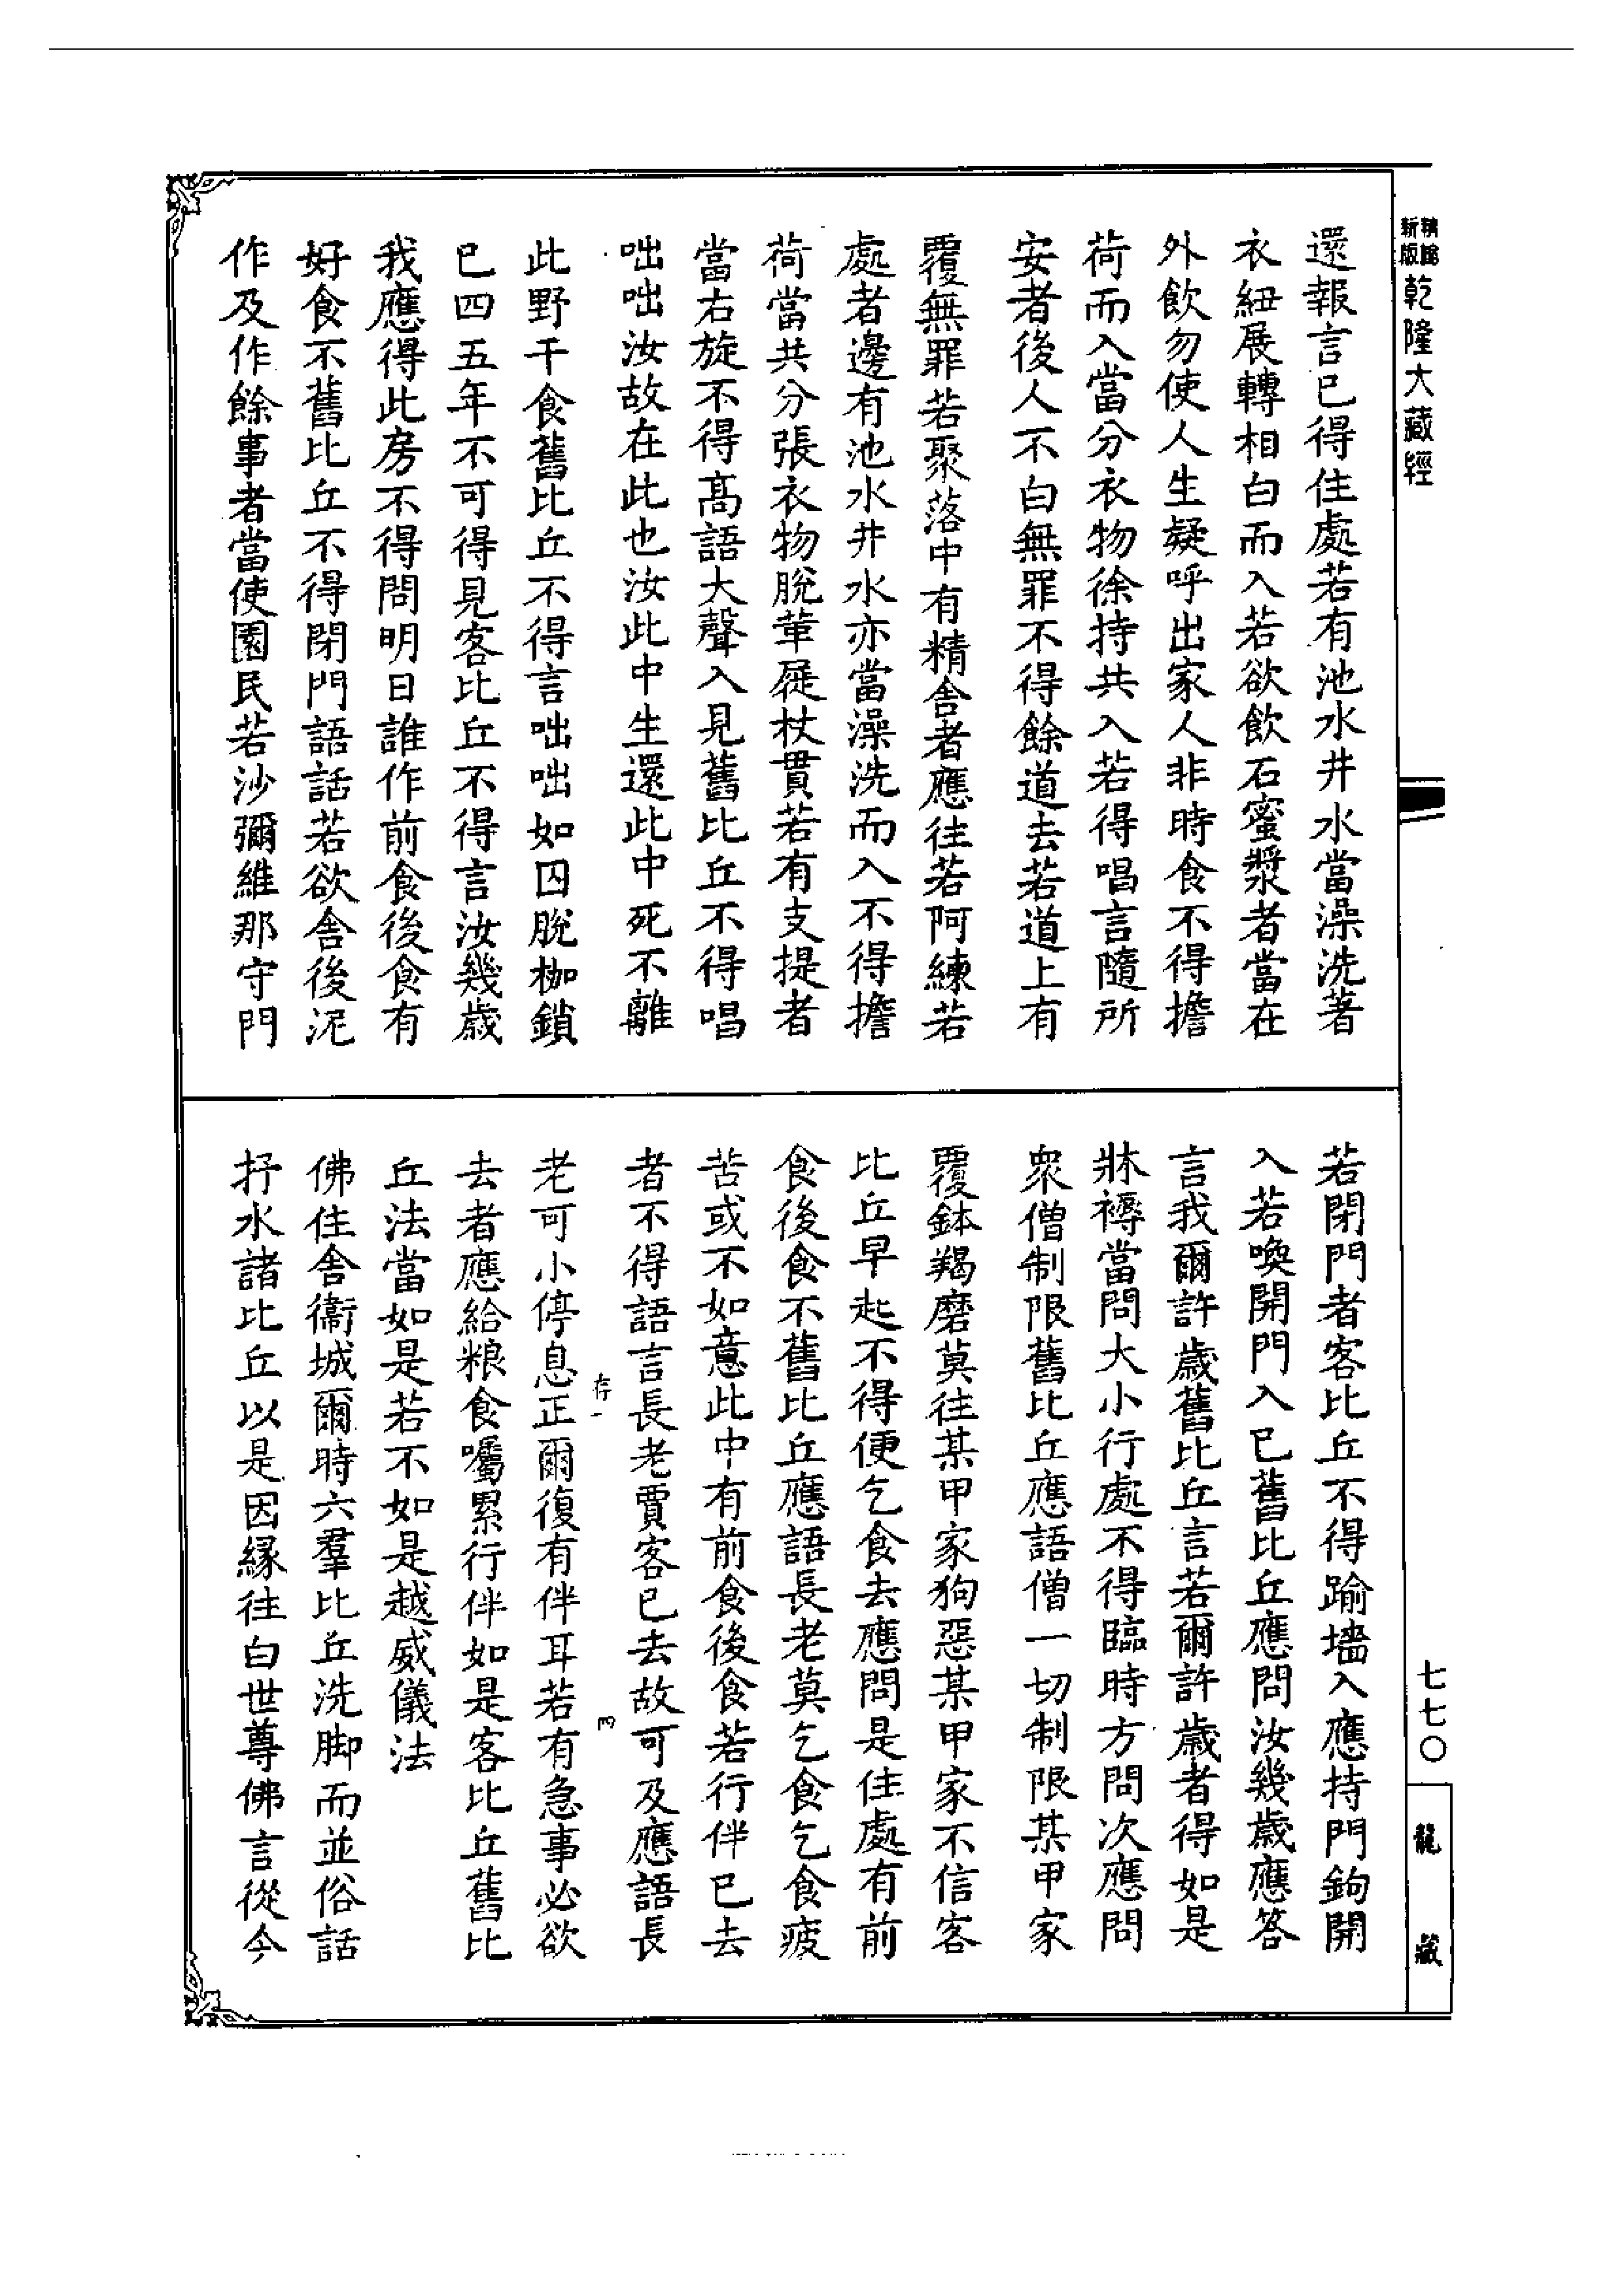 新版
精縮
乾隆大藏經
還報言已得住處若有池水井水當澡洗著
衣紐展轉相白而入若欲飲石蜜漿者當在
外飲勿使人生疑呼出家人非時食不得擔
荷而入當分衣物徐持共入若得唱言隨所
安者後人不白無罪不得餘道去若道上有
覆無罪若聚落中有精舍者應往若阿練若
處者邊有池水井水亦當澡洗而入不得擔
荷當共分張衣物脫革屣杖貫若有支提者
當右旋不得高語大聲入見舊比丘不得唱
咄咄汝故在此也汝此中生還此中死不離
此野干食舊比丘不得言咄咄如囚脫枷鎖
已四五年不可得見客比丘不得言汝幾歲
我應得此房不得問明日誰作前食後食有
好食不舊比丘不得閉門語話若欲舍後泥
作及作餘事者當使園民若沙彌維那守門
若閉門者客比丘不得踰墻入應持門鉤開
入若喚開門入已舊比丘應問汝幾歲應答
言我爾許歲舊比丘言若爾許歲者得如是
牀褥當問大小行處不得臨時方問次應問
眾僧制限舊比丘應語僧一切制限某甲家
覆鉢羯磨莫往某甲家狗惡某甲家不信客
比丘早起不得便乞食去應問是住處有前
食後食不舊比丘應語長老莫乞食乞食疲
苦或不如意此中有前食後食若行伴已去
者不得語言長老賈客已去故可及應語長
老可小停息正爾復有伴耳若有急事必欲
去者應給粮食囑累行伴如是客比丘舊比
丘法當如是若不如是越威儀法
佛住舍衞城爾時六羣比丘洗脚而並俗話
抒水諸比丘以是因緣往白世尊佛言從今
存一
七七〇
龍藏